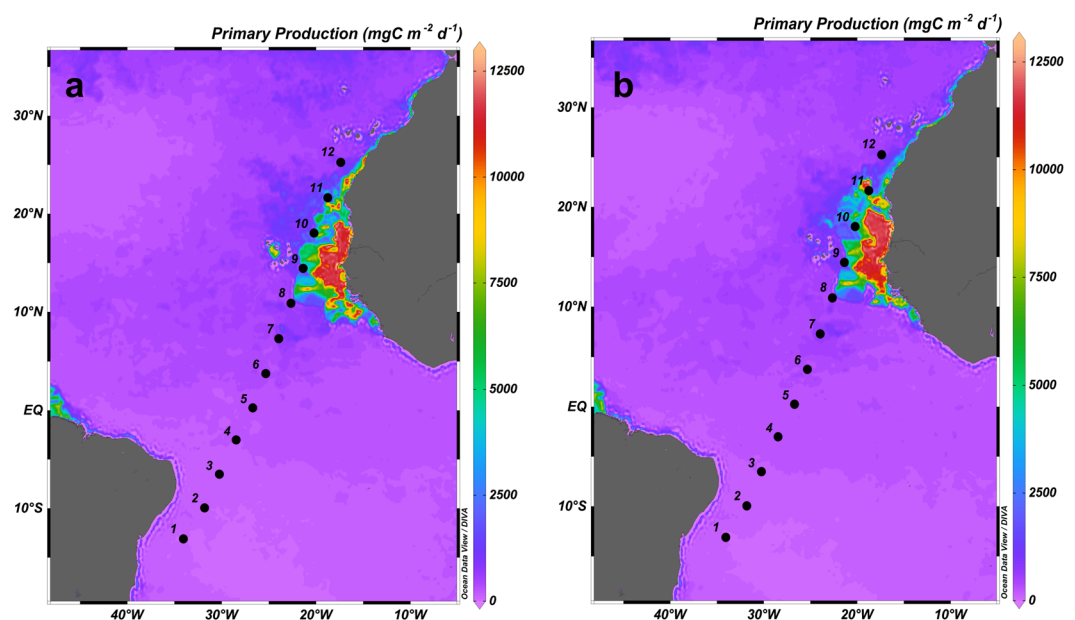 Primary Production (mgC m⁻² d⁻¹)
a
12500
10000
7500
5000
2500
0
30°N
20°N
10°N
EQ
10°S
40°W
30°W
20°W
10°W
12
11
10
9
8
7
6
5
4
3
2
1
Ocean Data View / DIVA
Primary Production (mgC m⁻² d⁻¹)
b
12500
10000
7500
5000
2500
0
30°N
20°N
10°N
EQ
10°S
40°W
30°W
20°W
10°W
12
11
10
9
8
7
6
5
4
3
2
1
Ocean Data View / DIVA